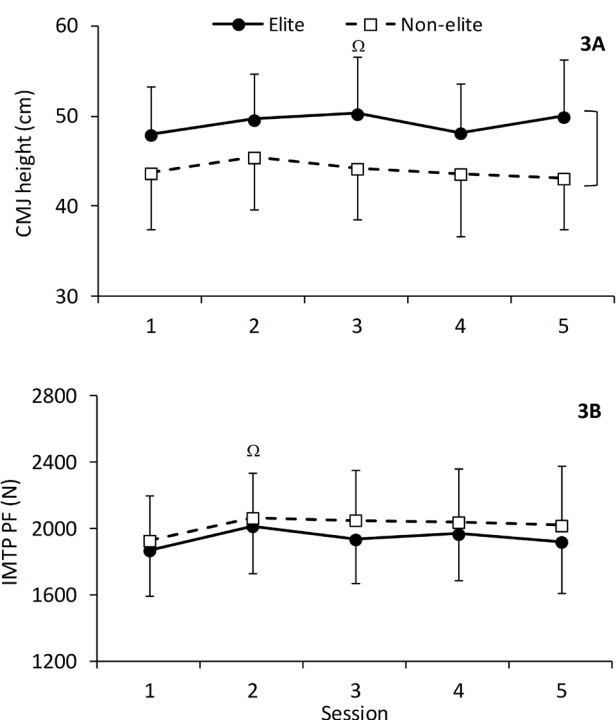 60
Elite
Non-elite
Ω
3A
50
CMJ height (cm)
40
30
1 2 3 4 5
2800
3B
2400
Ω
IMTP PF (N)
2000
1600
1200
1 2 3 4 5
Session